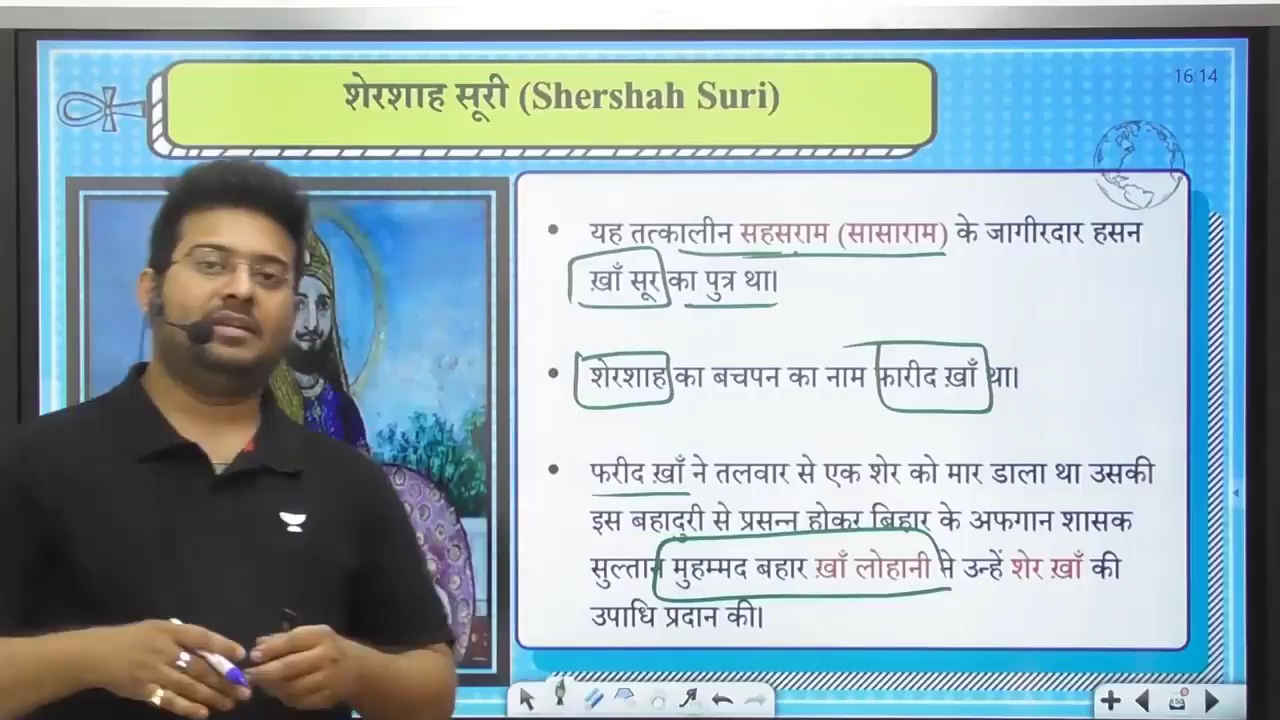 शेरशाह सूरी (Shershah Suri)
16:14
यह तत्कालीन सहसराम (सासाराम) के जागीरदार हसन
ख़ाँ सूर का पुत्र था।
शेरशाह का बचपन का नाम फारीद ख़ाँ था।
फरीद ख़ाँ ने तलवार से एक शेर को मार डाला था उसकी
इस बहादुरी से प्रसन्न होकर बिहार के अफगान शासक
सुल्तान मुहम्मद बहार ख़ाँ लोहानी ने उन्हें शेर ख़ाँ की
उपाधि प्रदान की।